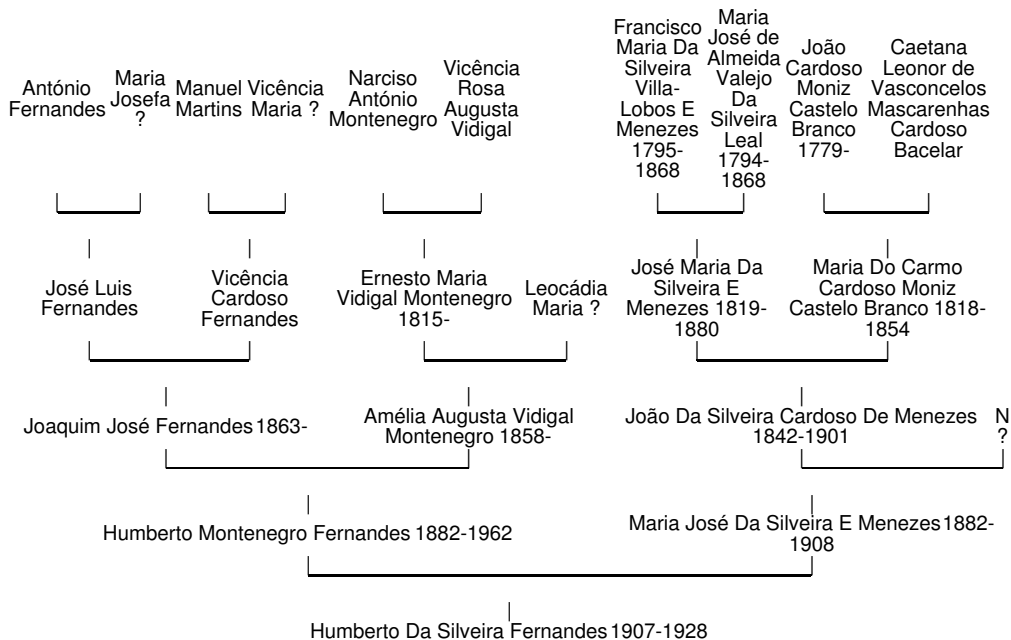 António
Fernandes
Maria
Josefa
?
Manuel
Martins
Vicência
Maria ?
Narciso
António
Montenegro
Vicência
Rosa
Augusta
Vidigal
Francisco
Maria Da
Silveira
Villa-
Lobos E
Menezes
1795-
1868
Maria
José de
Almeida
Valejo
Da
Silveira
Leal
1794-
1868
João
Cardoso
Moniz
Castelo
Branco
1779-
Caetana
Leonor de
Vasconcelos
Mascarenhas
Cardoso
Bacelar
José Luis
Fernandes
Vicência
Cardoso
Fernandes
Ernesto Maria
Vidigal Montenegro
1815-
Leocádia
Maria ?
José Maria Da
Silveira E
Menezes 1819-
1880
Maria Do Carmo
Cardoso Moniz
Castelo Branco 1818-
1854
Joaquim José Fernandes 1863-
Amélia Augusta Vidigal
Montenegro 1858-
João Da Silveira Cardoso De Menezes
1842-1901
N
?
Humberto Montenegro Fernandes 1882-1962
Maria José Da Silveira E Menezes 1882-
1908
Humberto Da Silveira Fernandes 1907-1928